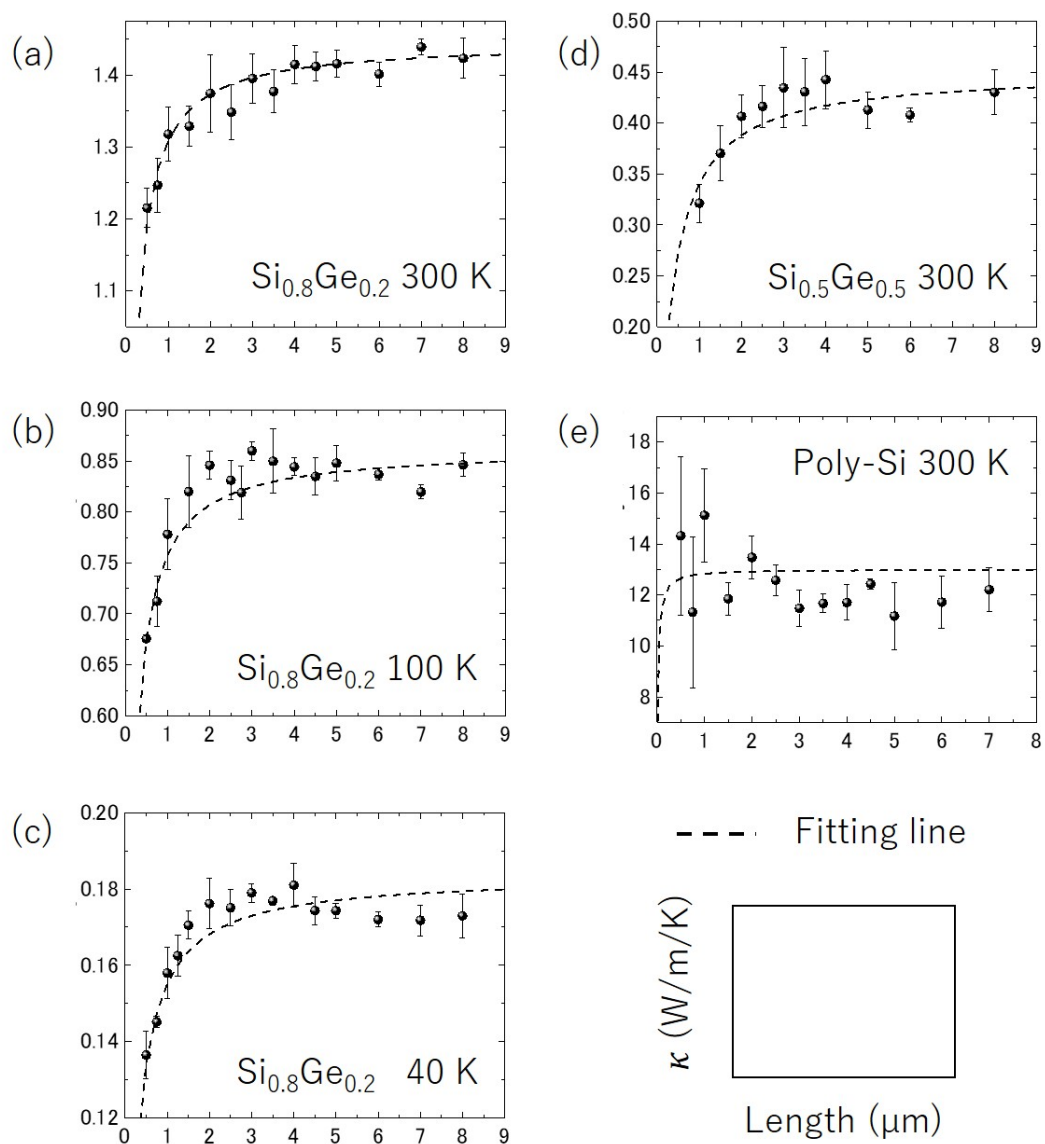 (a)
1.4
1.3
1.2
1.1
Si0.8Ge0.2 300 K
0 1 2 3 4 5 6 7 8 9
(b)
0.90
0.85
0.80
0.75
0.70
0.65
0.60
Si0.8Ge0.2 100 K
0 1 2 3 4 5 6 7 8 9
(c)
0.20
0.18
0.16
0.14
0.12
Si0.8Ge0.2 40 K
0 1 2 3 4 5 6 7 8 9
(d)
0.50
0.45
0.40
0.35
0.30
0.25
0.20
Si0.5Ge0.5 300 K
0 1 2 3 4 5 6 7 8 9
(e)
18
16
14
12
10
8
Poly-Si 300 K
0 1 2 3 4 5 6 7 8
Fitting line
κ (W/m/K)
Length (μm)